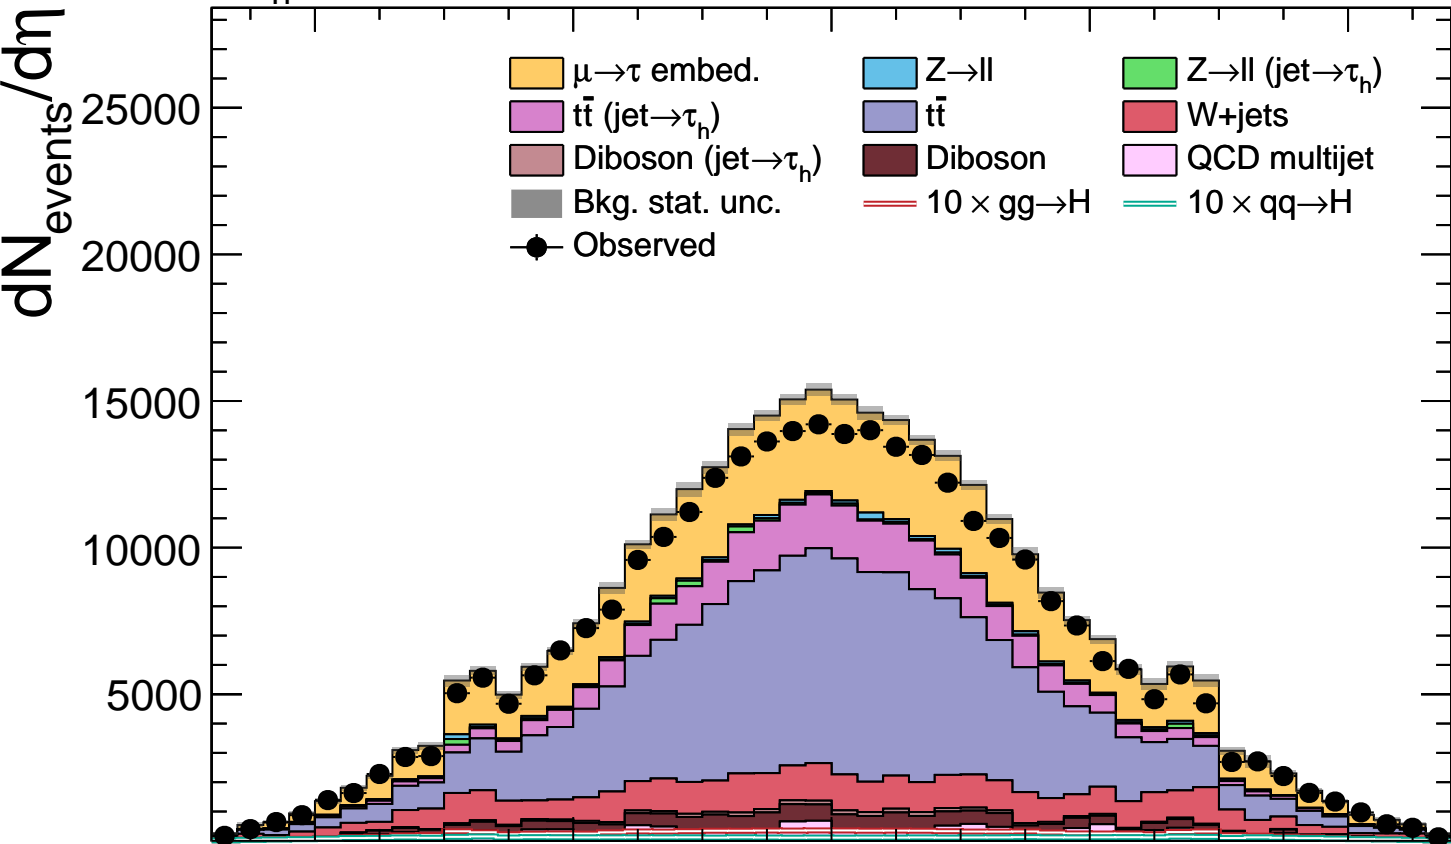 dN_events/dη
25000
20000
15000
10000
5000
μ→τ embed.
Z→ll
Z→ll (jet→τ_h)
tt̄ (jet→τ_h)
tt̄
W+jets
Diboson (jet→τ_h)
Diboson
QCD multijet
Bkg. stat. unc.
10 × gg→H
10 × qq→H
Observed